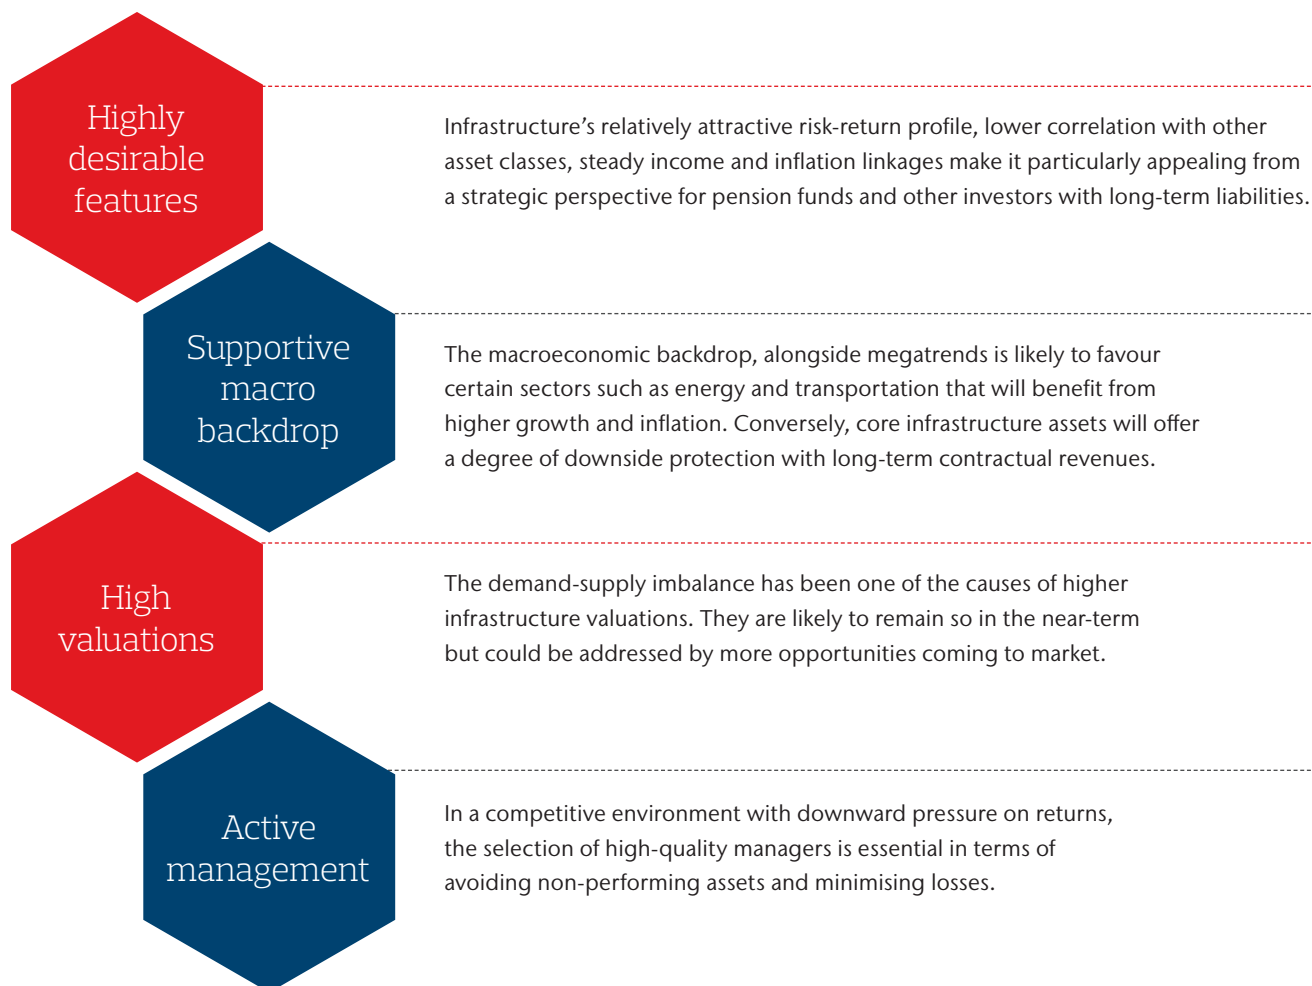 Highly
desirable
features
Infrastructure’s relatively attractive risk-return profile, lower correlation with other
asset classes, steady income and inflation linkages make it particularly appealing from
a strategic perspective for pension funds and other investors with long-term liabilities.
Supportive
macro
backdrop
The macroeconomic backdrop, alongside megatrends is likely to favour
certain sectors such as energy and transportation that will benefit from
higher growth and inflation. Conversely, core infrastructure assets will offer
a degree of downside protection with long-term contractual revenues.
High
valuations
The demand-supply imbalance has been one of the causes of higher
infrastructure valuations. They are likely to remain so in the near-term
but could be addressed by more opportunities coming to market.
Active
management
In a competitive environment with downward pressure on returns,
the selection of high-quality managers is essential in terms of
avoiding non-performing assets and minimising losses.